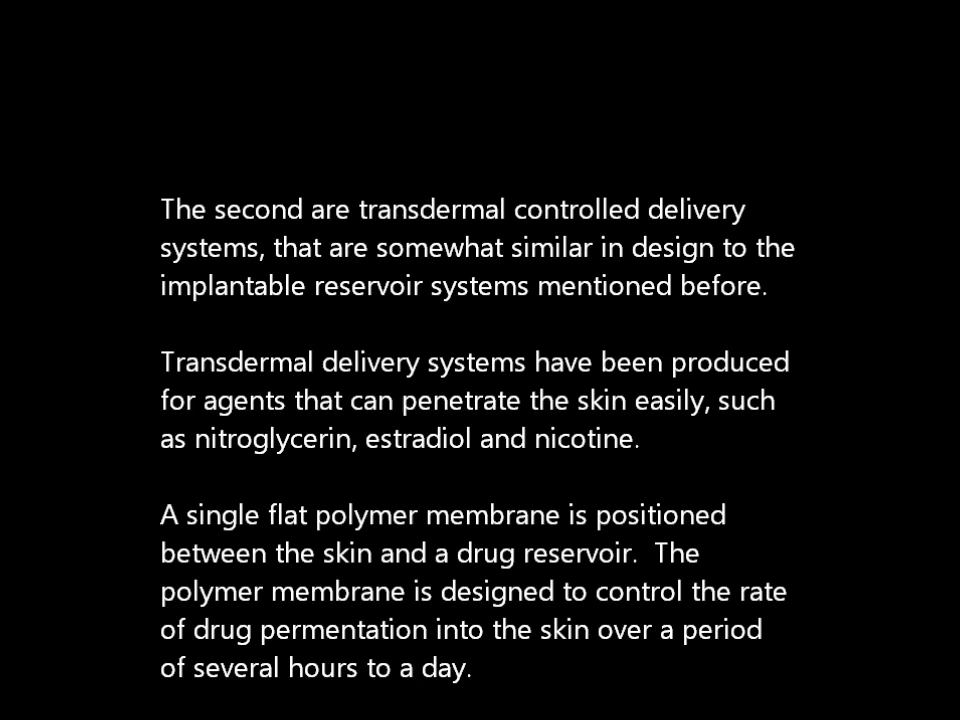 The second are transdermal controlled delivery
systems, that are somewhat similar in design to the
implantable reservoir systems mentioned before.
Transdermal delivery systems have been produced
for agents that can penetrate the skin easily, such
as nitroglycerin, estradiol and nicotine.
A single flat polymer membrane is positioned
between the skin and a drug reservoir.  The
polymer membrane is designed to control the rate
of drug permentation into the skin over a period
of several hours to a day.